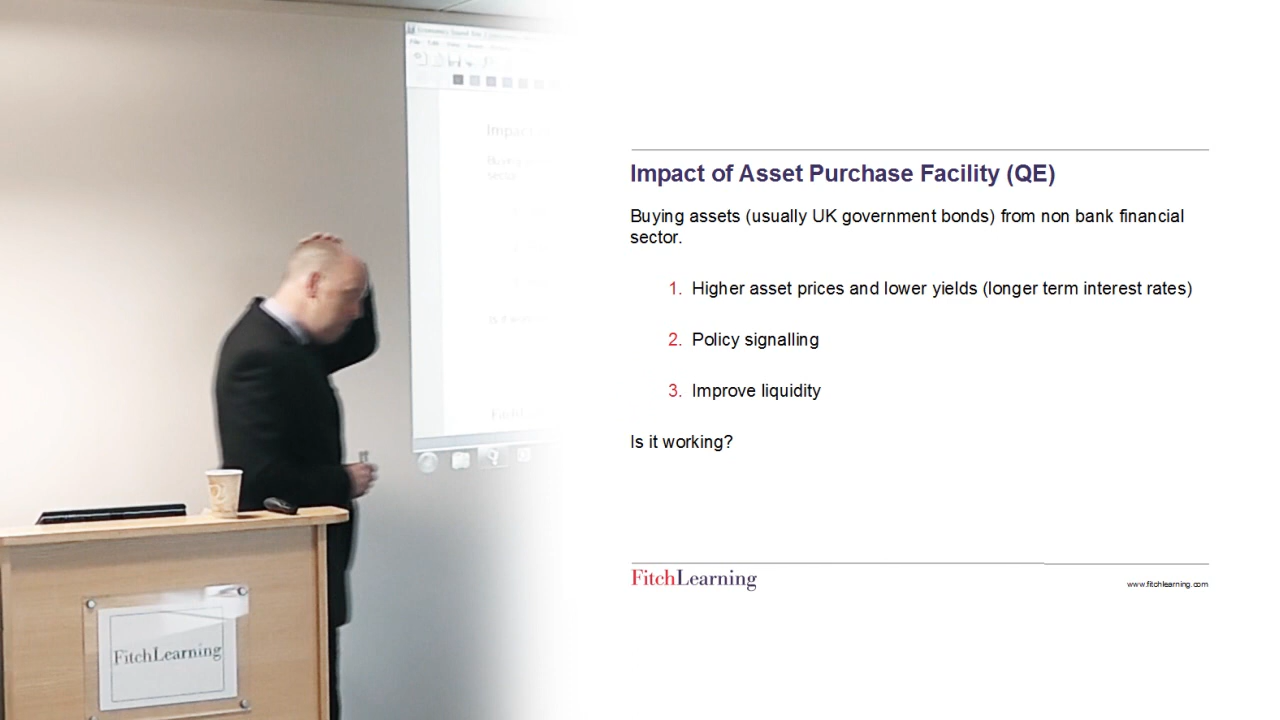 Impact of Asset Purchase Facility (QE)
Buying assets (usually UK government bonds) from non bank financial
sector.
1. Higher asset prices and lower yields (longer term interest rates)
2. Policy signalling
3. Improve liquidity
Is it working?
FitchLearning
www.fitchlearning.com
FitchLearning